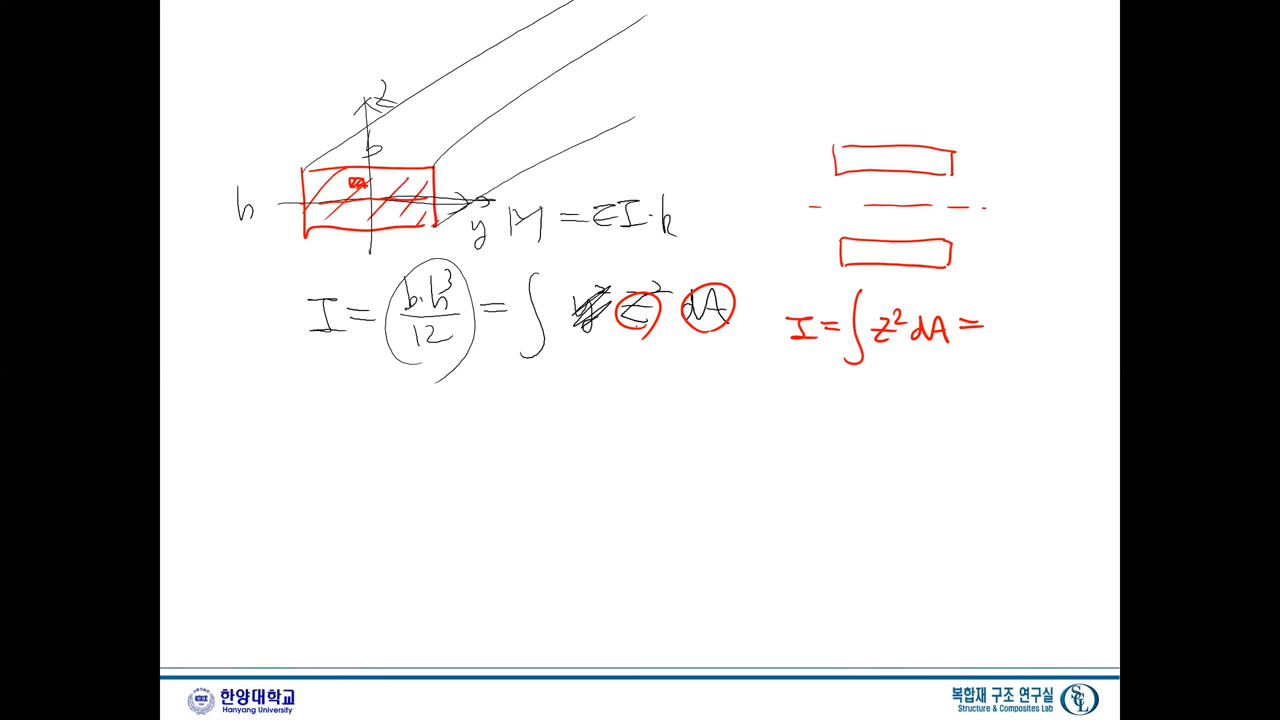 z
b
h
y
M = EI·k
I = b·h³/12 = ∫ z² dA
I = ∫ z² dA =
한양대학교
Hanyang University
복합재 구조 연구실
Structure & Composites Lab